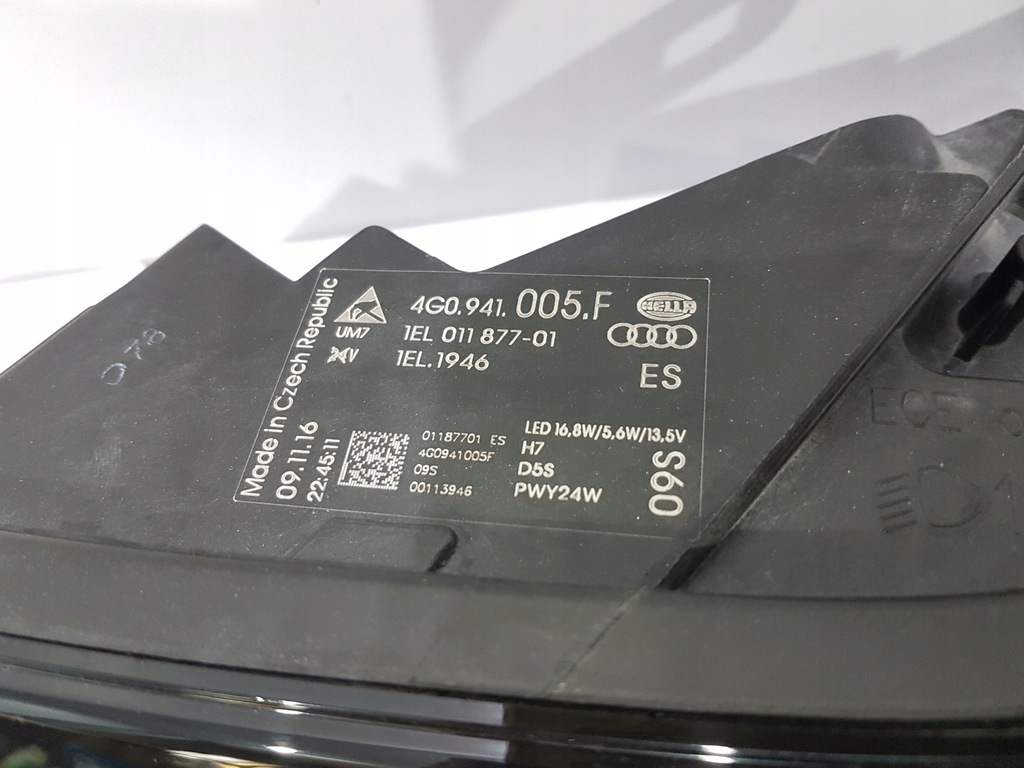 Made in Czech Republic
09.11.16
22:45:11
UM7
24V
4G0.941. 005.F
1EL 011 877-01
1EL.1946
HELLA
ES
01187701 ES
4G0941005F
09S
00113946
LED 16,8W/5,6W/13,5V
H7
D5S
PWY24W
09S
078
ECE